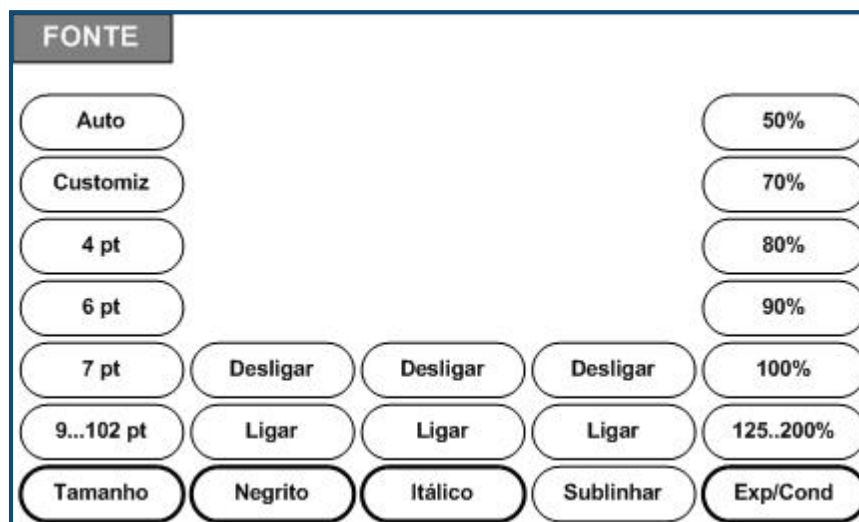 FONTE
Auto 50%
Customiz 70%
4 pt 80%
6 pt 90%
7 pt Desligar Desligar Desligar 100%
9...102 pt Ligar Ligar Ligar 125..200%
Tamanho Negrito Itálico Sublinhar Exp/Cond